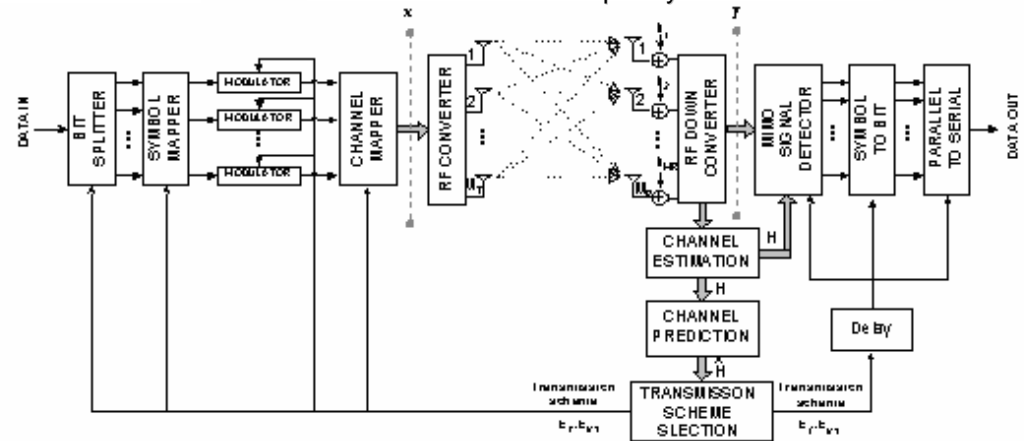 x
y
DATA IN
BIT
SPLITTER
SYMBOL
MAPPER
MODULATOR
MODULATOR
MODULATOR
CHANNEL
MAPPER
RF CONVERTER
1
2
1
2
RF DOWN
CONVERTER
MIMO
SIGNAL
DETECTOR
SYMBOL
TO BIT
PARALLEL
TO SERIAL
DATA OUT
CHANNEL
ESTIMATION
H
H
CHANNEL
PREDICTION
H
Delay
Transmission
scheme
TRANSMISSON
SCHEME
SLECTION
Transmission
scheme